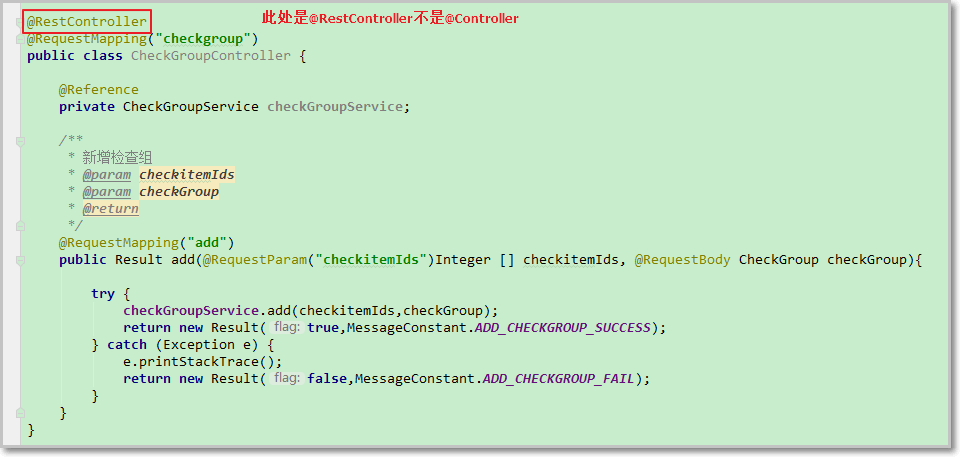 @RestController 此处是@RestController不是@Controller
@RequestMapping("checkgroup")
public class CheckGroupController {
@Reference
private CheckGroupService checkGroupService;
/**
* 新增检查组
* @param checkitemIds
* @param checkGroup
* @return
*/
@RequestMapping("add")
public Result add(@RequestParam("checkitemIds")Integer [] checkitemIds, @RequestBody CheckGroup checkGroup){
try {
checkGroupService.add(checkitemIds,checkGroup);
return new Result( flag: true,MessageConstant.ADD_CHECKGROUP_SUCCESS);
} catch (Exception e) {
e.printStackTrace();
return new Result( flag: false,MessageConstant.ADD_CHECKGROUP_FAIL);
}
}
}